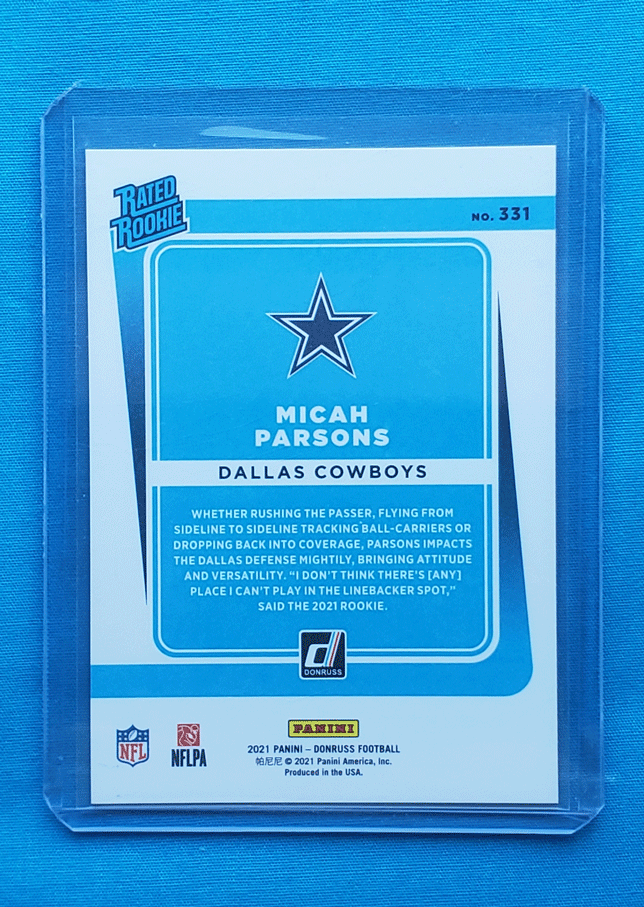 RATED
ROOKIE
NO. 331
MICAH
PARSONS
DALLAS COWBOYS
WHETHER RUSHING THE PASSER, FLYING FROM
SIDELINE TO SIDELINE TRACKING BALL-CARRIERS OR
DROPPING BACK INTO COVERAGE, PARSONS IMPACTS
THE DALLAS DEFENSE MIGHTILY, BRINGING ATTITUDE
AND VERSATILITY. “I DON'T THINK THERE'S [ANY]
PLACE I CAN'T PLAY IN THE LINEBACKER SPOT,”
SAID THE 2021 ROOKIE.
d
DONRUSS
PANINI
NFL
NFLPA
2021 PANINI – DONRUSS FOOTBALL
帕尼尼 © 2021 Panini America, Inc.
Produced in the USA.